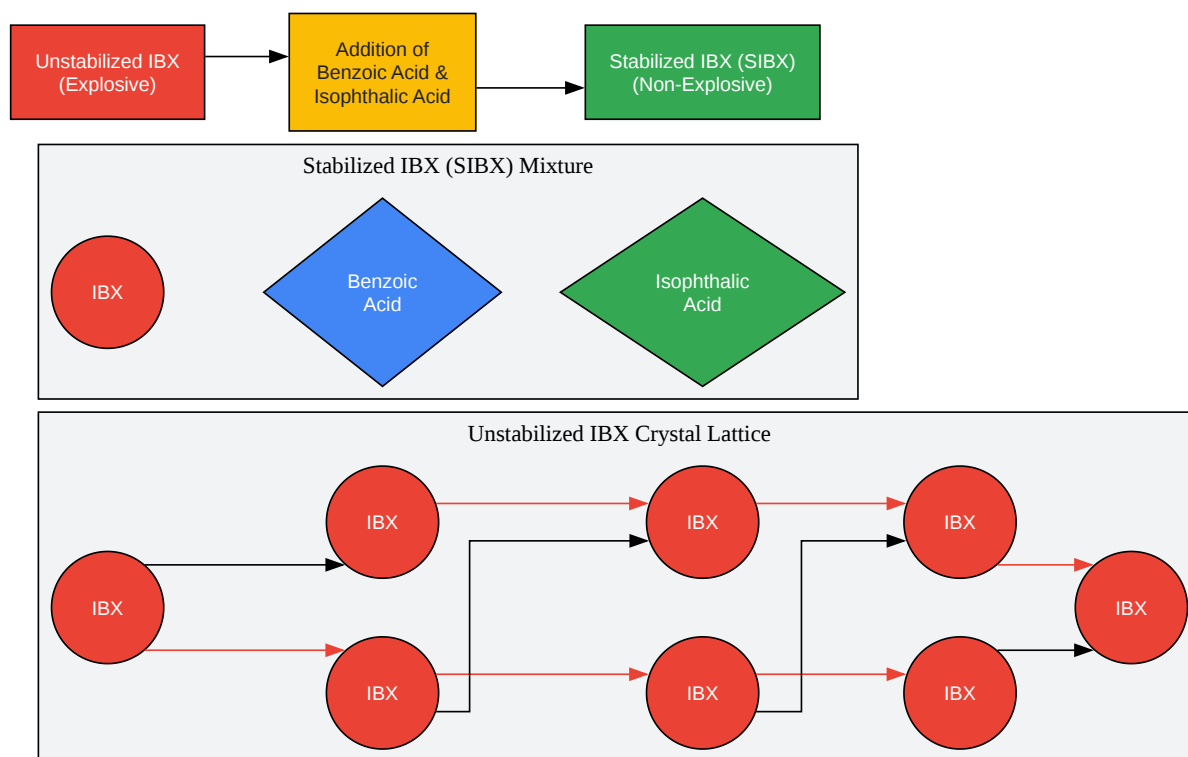 Unstabilized IBX
(Explosive)
Addition of
Benzoic Acid &
Isophthalic Acid
Stabilized IBX (SIBX)
(Non-Explosive)
Stabilized IBX (SIBX) Mixture
IBX
Benzoic
Acid
Isophthalic
Acid
Unstabilized IBX Crystal Lattice
IBX
IBX
IBX
IBX
IBX
IBX
IBX
IBX